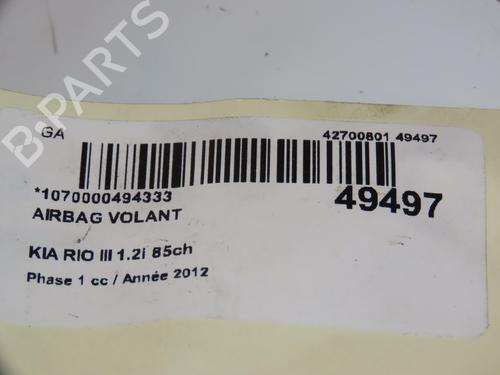 GA
42700801 49497
*1070000494333
49497
AIRBAG VOLANT
KIA RIO III 1.2i 85ch
Phase 1 cc / Année 2012
B-PARTS